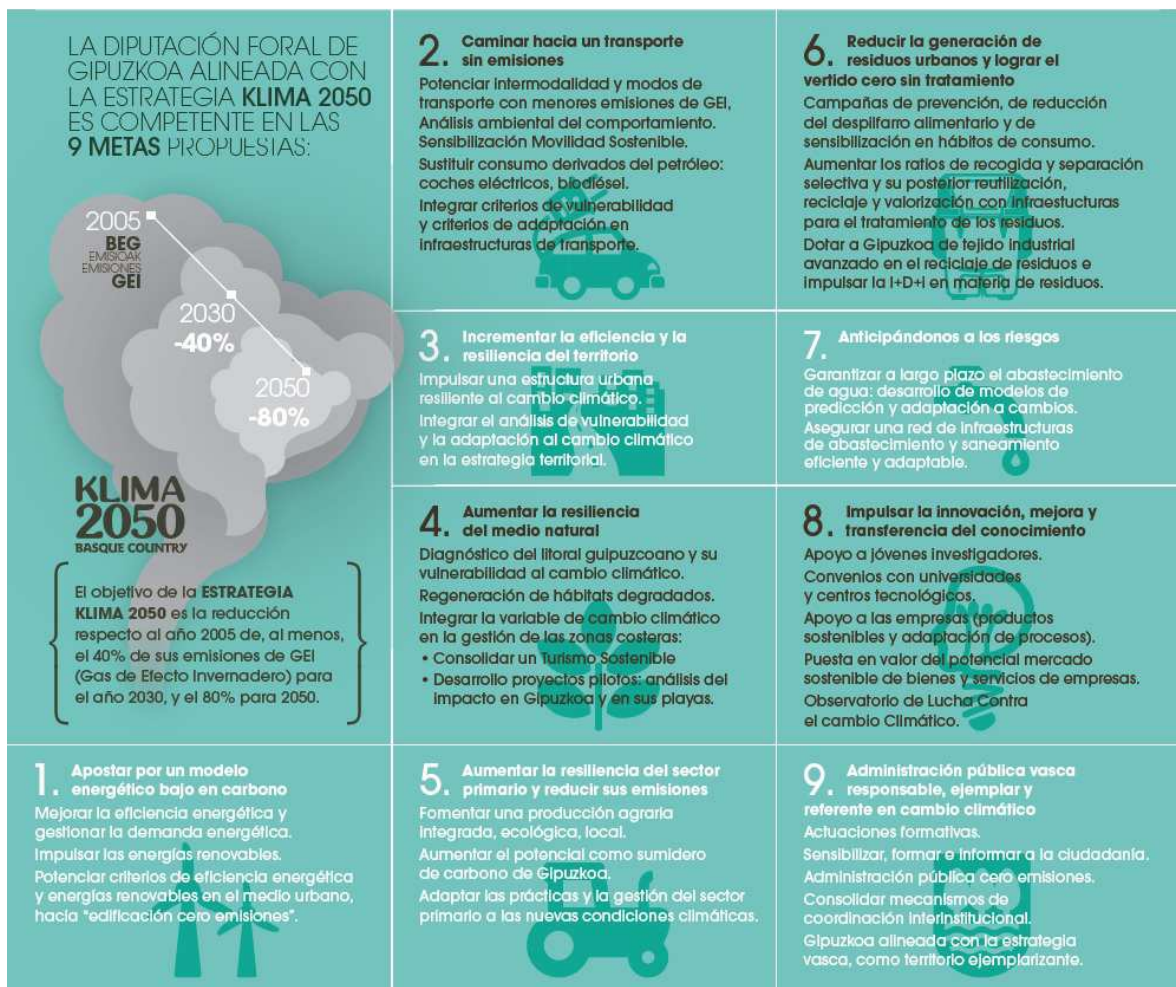 LA DIPUTACIÓN FORAL DE
GIPUZKOA ALINEADA CON
LA ESTRATEGIA KLIMA 2050
ES COMPETENTE EN LAS
9 METAS PROPUESTAS:
2005
BEG
EMISIOAK
EMISIONES
GEI
2030
-40%
2050
-80%
KLIMA
2050
BASQUE COUNTRY
El objetivo de la ESTRATEGIA
KLIMA 2050 es la reducción
respecto al año 2005 de, al menos,
el 40% de sus emisiones de GEI
(Gas de Efecto Invernadero) para
el año 2030, y el 80% para 2050.
1. Apostar por un modelo
energético bajo en carbono
Mejorar la eficiencia energética y
gestionar la demanda energética.
Impulsar las energías renovables.
Potenciar criterios de eficiencia energética
y energías renovables en el medio urbano,
hacia "edificación cero emisiones".
2. Caminar hacia un transporte
sin emisiones
Potenciar intermodalidad y modos de
transporte con menores emisiones de GEI,
Análisis ambiental del comportamiento.
Sensibilización Movilidad Sostenible.
Sustituir consumo derivados del petróleo:
coches eléctricos, biodiésel.
Integrar criterios de vulnerabilidad
y criterios de adaptación en
infraestructuras de transporte.
3. Incrementar la eficiencia y la
resiliencia del territorio
Impulsar una estructura urbana
resiliente al cambio climático.
Integrar el análisis de vulnerabilidad
y la adaptación al cambio climático
en la estrategia territorial.
4. Aumentar la resiliencia
del medio natural
Diagnóstico del litoral guipuzcoano y su
vulnerabilidad al cambio climático.
Regeneración de hábitats degradados.
Integrar la variable de cambio climático
en la gestión de las zonas costeras:
• Consolidar un Turismo Sostenible
• Desarrollo proyectos pilotos: análisis del
impacto en Gipuzkoa y en sus playas.
5. Aumentar la resiliencia del sector
primario y reducir sus emisiones
Fomentar una producción agraria
integrada, ecológica, local.
Aumentar el potencial como sumidero
de carbono de Gipuzkoa.
Adaptar las prácticas y la gestión del sector
primario a las nuevas condiciones climáticas.
6. Reducir la generación de
residuos urbanos y lograr el
vertido cero sin tratamiento
Campañas de prevención, de reducción
del despilfarro alimentario y de
sensibilización en hábitos de consumo.
Aumentar los ratios de recogida y separación
selectiva y su posterior reutilización,
reciclaje y valorización con infraestucturas
para el tratamiento de los residuos.
Dotar a Gipuzkoa de tejido industrial
avanzado en el reciclaje de residuos e
impulsar la I+D+i en materia de residuos.
7. Anticipándonos a los riesgos
Garantizar a largo plazo el abastecimiento
de agua: desarrollo de modelos de
predicción y adaptación a cambios.
Asegurar una red de infraestructuras
de abastecimiento y saneamiento
eficiente y adaptable.
8. Impulsar la innovación, mejora y
transferencia del conocimiento
Apoyo a jóvenes investigadores.
Convenios con universidades
y centros tecnológicos.
Apoyo a las empresas (productos
sostenibles y adaptación de procesos).
Puesta en valor del potencial mercado
sostenible de bienes y servicios de empresas.
Observatorio de Lucha Contra
el cambio Climático.
9. Administración pública vasca
responsable, ejemplar y
referente en cambio climático
Actuaciones formativas.
Sensibilizar, formar e informar a la ciudadanía.
Administración pública cero emisiones.
Consolidar mecanismos de
coordinación interinstitucional.
Gipuzkoa alineada con la estrategia
vasca, como territorio ejemplarizante.